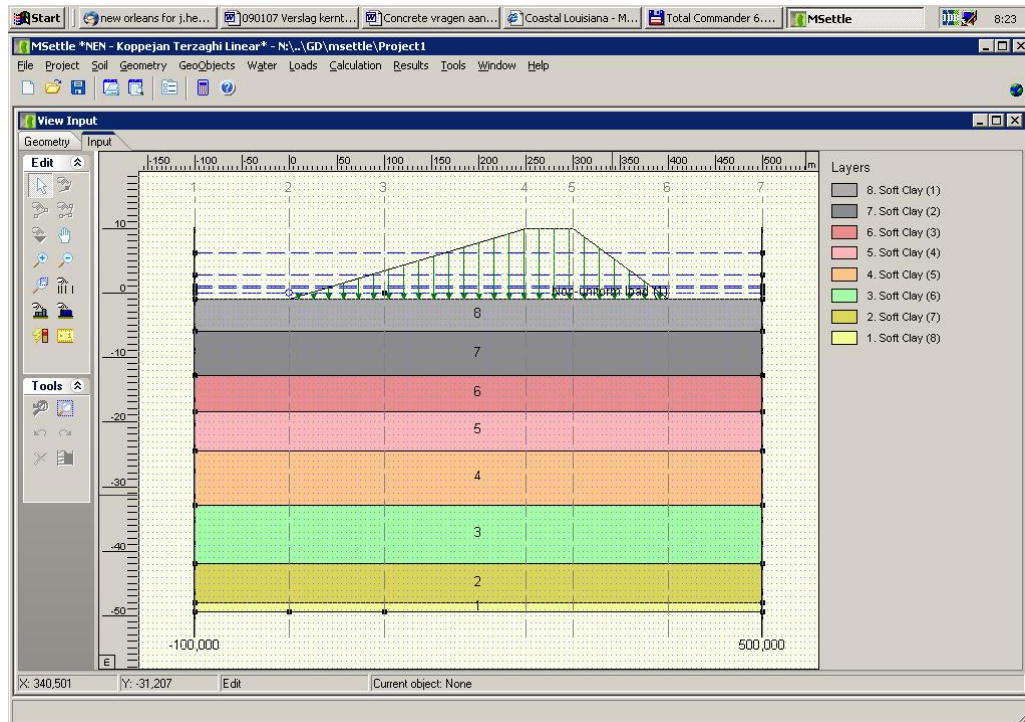 Start new orleans for j.he... 090107 Verslag kernt... Concrete vragen aan... Coastal Louisiana - M... Total Commander 6.... MSettle 8:23
MSettle *NEN - Koppejan Terzaghi Linear* - N:\..\GD\msettle\Project1
File Project Soil Geometry GeoObjects Water Loads Calculation Results Tools Window Help
View Input
Geometry Input
Edit
-150 -100 -50 0 50 100 150 200 250 300 350 400 450 500 m
1 2 3 4 5 6 7
Layers
8. Soft Clay (1)
7. Soft Clay (2)
6. Soft Clay (3)
5. Soft Clay (4)
4. Soft Clay (5)
3. Soft Clay (6)
2. Soft Clay (7)
1. Soft Clay (8)
10
0
Non-uniform load (1)
8
-10
7
Tools
6
-20
5
4
-30
3
-40
2
1
-50
-100,000 500,000
E
X: 340,501 Y: -31,207 Edit Current object: None